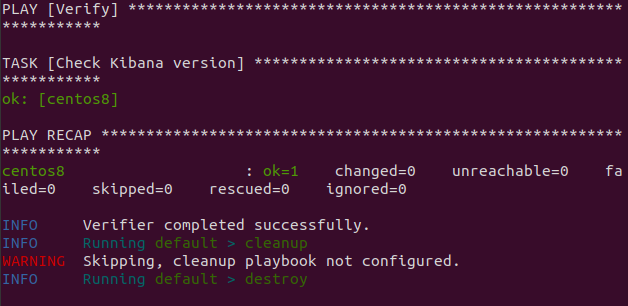 PLAY [Verify] *******************************************************
***********
TASK [Check Kibana version] *****************************************
***********
ok: [centos8]
PLAY RECAP **********************************************************
***********
centos8                    : ok=1    changed=0    unreachable=0    fa
iled=0    skipped=0    rescued=0    ignored=0
INFO     Verifier completed successfully.
INFO     Running default > cleanup
WARNING  Skipping, cleanup playbook not configured.
INFO     Running default > destroy